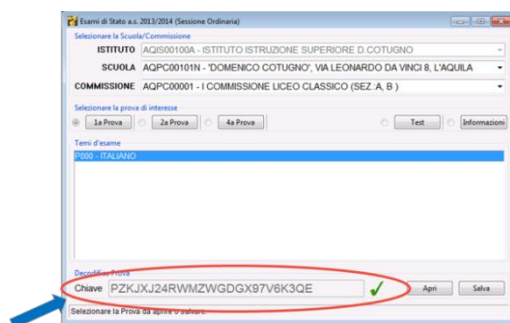 Esami di Stato a.s. 2013/2014 (Sessione Ordinaria)
Selezionare la Scuola/Commissione
ISTITUTO AQIS00100A - ISTITUTO ISTRUZIONE SUPERIORE D.COTUGNO
SCUOLA AQPC00101N - 'DOMENICO COTUGNO', VIA LEONARDO DA VINCI 8, L'AQUILA
COMMISSIONE AQPC00001 - I COMMISSIONE LICEO CLASSICO (SEZ.:A, B )
Selezionare la prova di interesse
1a Prova 2a Prova 4a Prova Test Informazioni
Temi d'esame
P000 - ITALIANO
Decodifica Prova
Chiave PZKJXJ24RWMZWGDGX97V6K3QE Apri Salva
Selezionare la Prova da aprire o salvare.